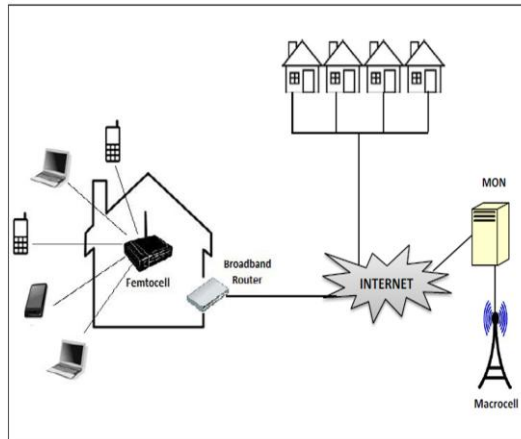 MON
Broadband
Router
Femtocell
INTERNET
Macrocell